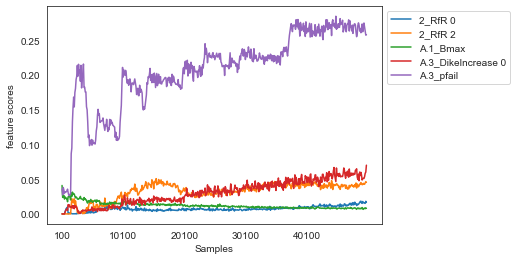 2_RfR 0
2_RfR 2
A.1_Bmax
A.3_DikeIncrease 0
A.3_pfail
feature scores
0.25
0.20
0.15
0.10
0.05
0.00
100 10100 20100 30100 40100
Samples